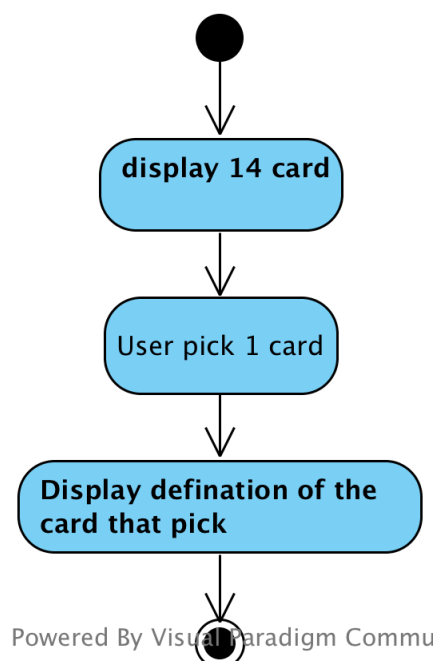 display 14 card
User pick 1 card
Display defination of the
card that pick
Powered By Visual Paradigm Commu